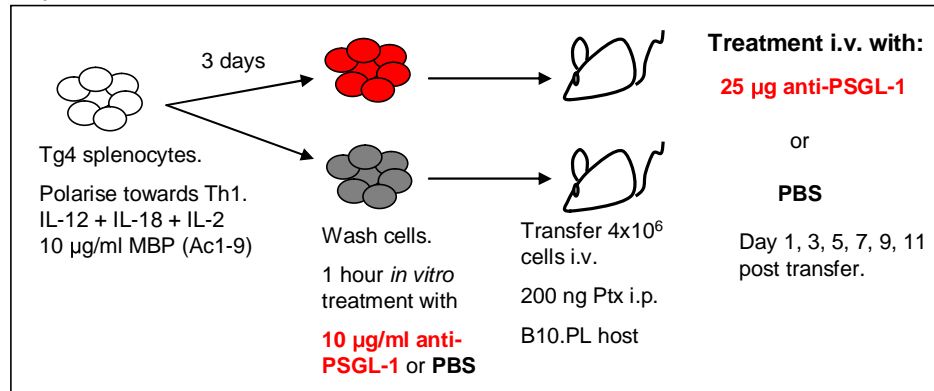 3 days
Tg4 splenocytes.
Polarise towards Th1.
IL-12 + IL-18 + IL-2
10 µg/ml MBP (Ac1-9)
Wash cells.
1 hour in vitro
treatment with
10 µg/ml anti-
PSGL-1 or PBS
Transfer 4x10⁶
cells i.v.
200 ng Ptx i.p.
B10.PL host
Treatment i.v. with:
25 µg anti-PSGL-1
or
PBS
Day 1, 3, 5, 7, 9, 11
post transfer.